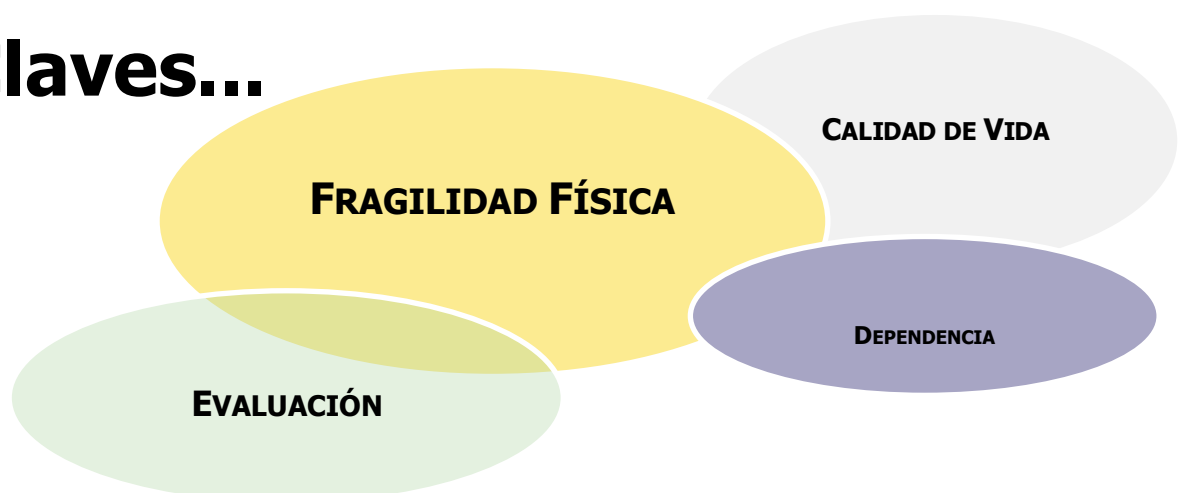 laves...
CALIDAD DE VIDA
FRAGILIDAD FÍSICA
DEPENDENCIA
EVALUACIÓN